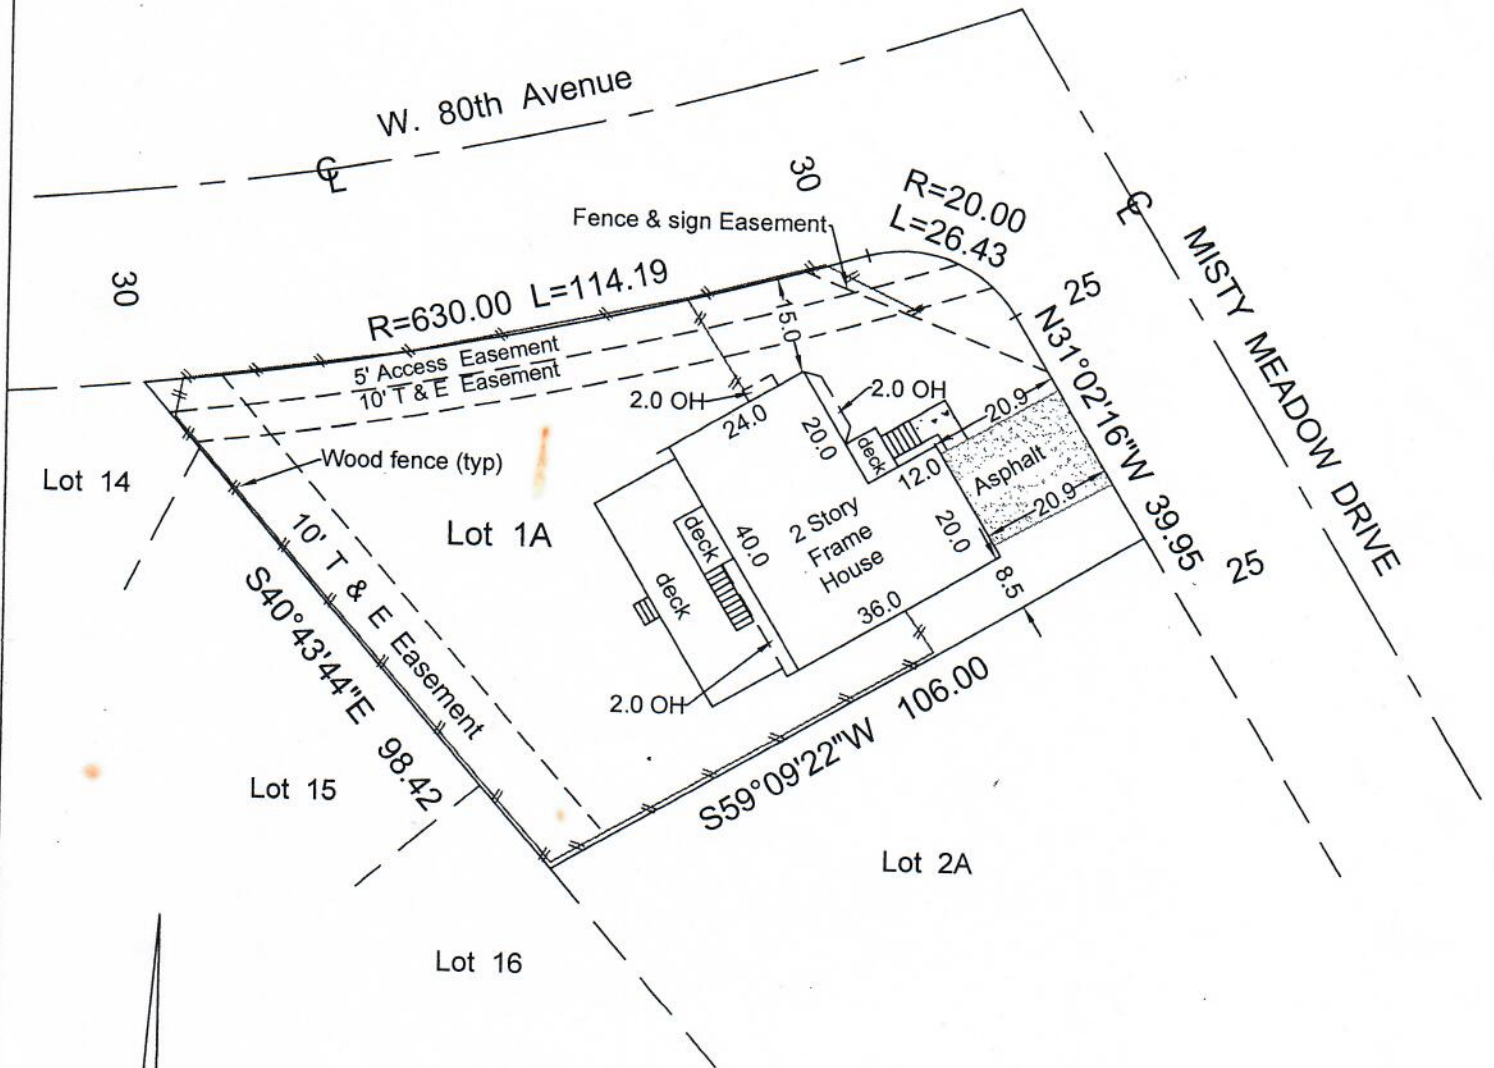 W. 80th Avenue
CL
30
30
Fence & sign Easement
R=20.00
L=26.43
CL
MISTY MEADOW DRIVE
25
R=630.00 L=114.19
5' Access Easement
10' T & E Easement
N31°02'16"W 39.95
2.0 OH
2.0 OH
24.0
20.0
20.9
deck
12.0
Asphalt
20.9
Wood fence (typ)
Lot 14
Lot 1A
10' T & E Easement
deck
40.0
2 Story
Frame
House
20.0
deck
36.0
8.5
25
S40°43'44"E 98.42
2.0 OH
S59°09'22"W 106.00
Lot 15
Lot 2A
Lot 16